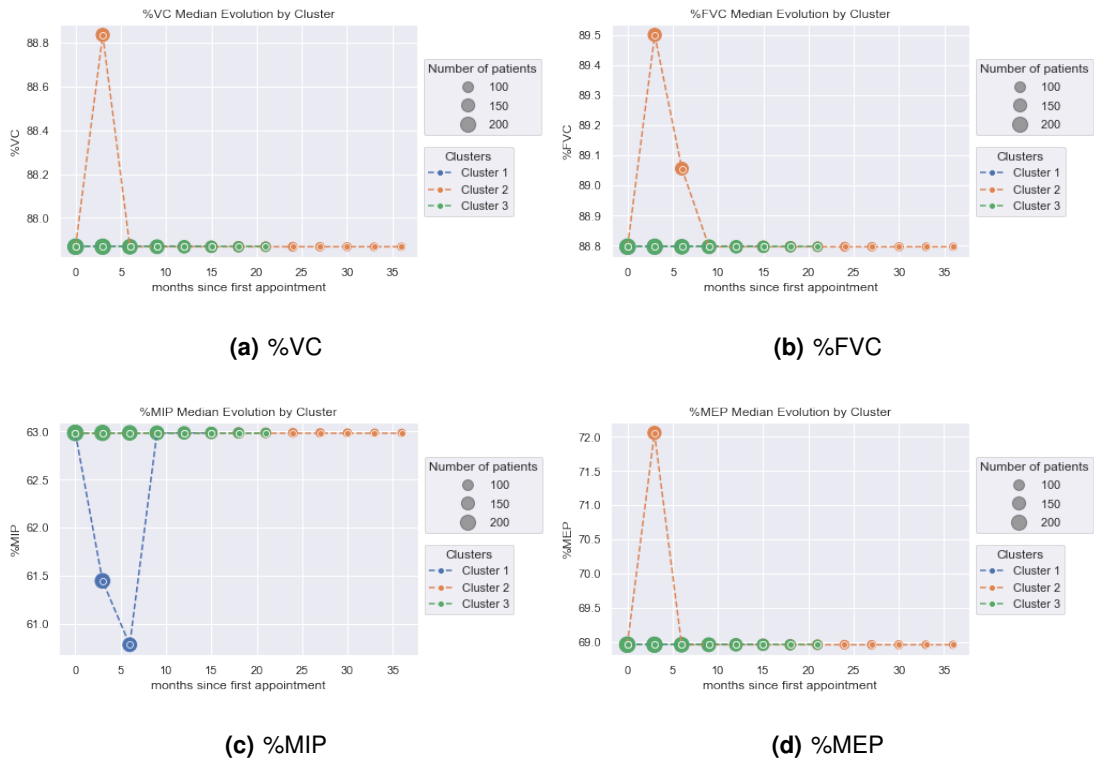 %VC Median Evolution by Cluster
88.8
88.6
88.4
88.2
88.0
%VC
0 5 10 15 20 25 30 35
months since first appointment
Number of patients
100
150
200
Clusters
Cluster 1
Cluster 2
Cluster 3
(a) %VC
%FVC Median Evolution by Cluster
89.5
89.4
89.3
89.2
89.1
89.0
88.9
88.8
%FVC
0 5 10 15 20 25 30 35
months since first appointment
Number of patients
100
150
200
Clusters
Cluster 1
Cluster 2
Cluster 3
(b) %FVC
%MIP Median Evolution by Cluster
63.0
62.5
62.0
61.5
61.0
%MIP
0 5 10 15 20 25 30 35
months since first appointment
Number of patients
100
150
200
Clusters
Cluster 1
Cluster 2
Cluster 3
(c) %MIP
%MEP Median Evolution by Cluster
72.0
71.5
71.0
70.5
70.0
69.5
69.0
%MEP
0 5 10 15 20 25 30 35
months since first appointment
Number of patients
100
150
200
Clusters
Cluster 1
Cluster 2
Cluster 3
(d) %MEP